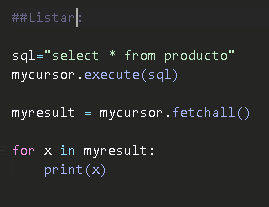 ##Listar:
sql="select * from producto"
mycursor.execute(sql)
myresult = mycursor.fetchall()
for x in myresult:
    print(x)